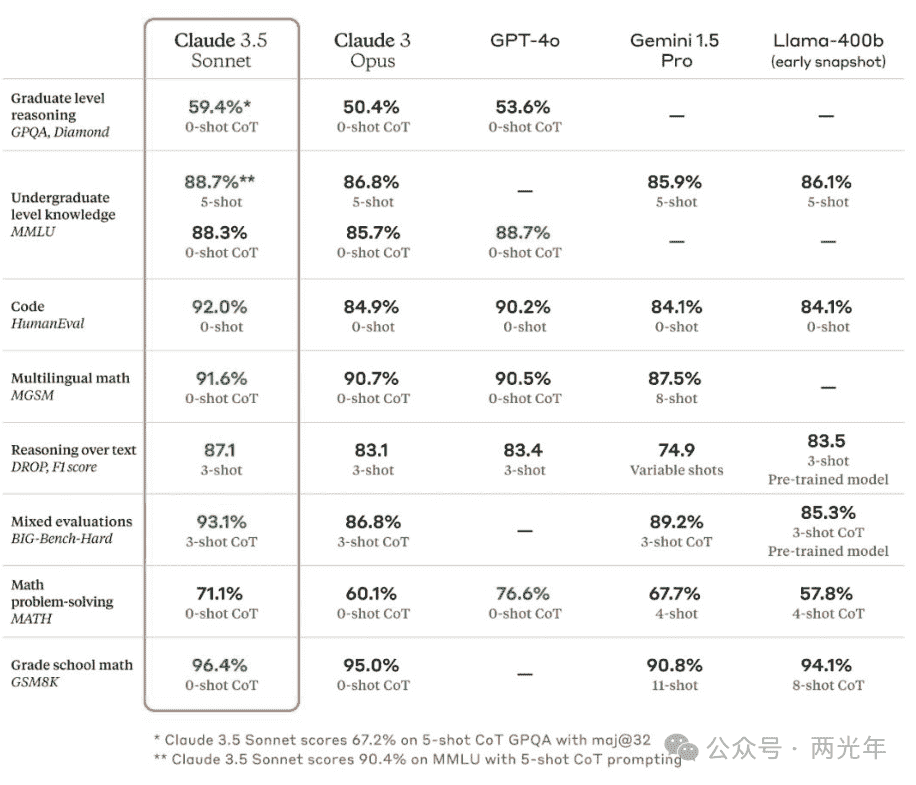 Claude 3.5 Sonnet
Claude 3 Opus
GPT-4o
Gemini 1.5 Pro
Llama-400b (early snapshot)
Graduate level reasoning
GPQA, Diamond
59.4%* 50.4% 53.6% — —
0-shot CoT 0-shot CoT 0-shot CoT
Undergraduate level knowledge
MMLU
88.7%** 86.8% — 85.9% 86.1%
5-shot 5-shot 5-shot 5-shot
88.3% 85.7% 88.7% — —
0-shot CoT 0-shot CoT 0-shot CoT
Code
HumanEval
92.0% 84.9% 90.2% 84.1% 84.1%
0-shot 0-shot 0-shot 0-shot 0-shot
Multilingual math
MGSM
91.6% 90.7% 90.5% 87.5% —
0-shot CoT 0-shot CoT 0-shot CoT 8-shot
Reasoning over text
DROP, F1 score
87.1 83.1 83.4 74.9 83.5
3-shot 3-shot 3-shot Variable shots 3-shot
Pre-trained model
Mixed evaluations
BIG-Bench-Hard
93.1% 86.8% — 89.2% 85.3%
3-shot CoT 3-shot CoT 3-shot CoT 3-shot CoT
Pre-trained model
Math
problem-solving
MATH
71.1% 60.1% 76.6% 67.7% 57.8%
0-shot CoT 0-shot CoT 0-shot CoT 4-shot 4-shot CoT
Grade school math
GSM8K
96.4% 95.0% — 90.8% 94.1%
0-shot CoT 0-shot CoT 11-shot 8-shot CoT
* Claude 3.5 Sonnet scores 67.2% on 5-shot CoT GPQA with maj@32
** Claude 3.5 Sonnet scores 90.4% on MMLU with 5-shot CoT prompting
公众号 · 两光年